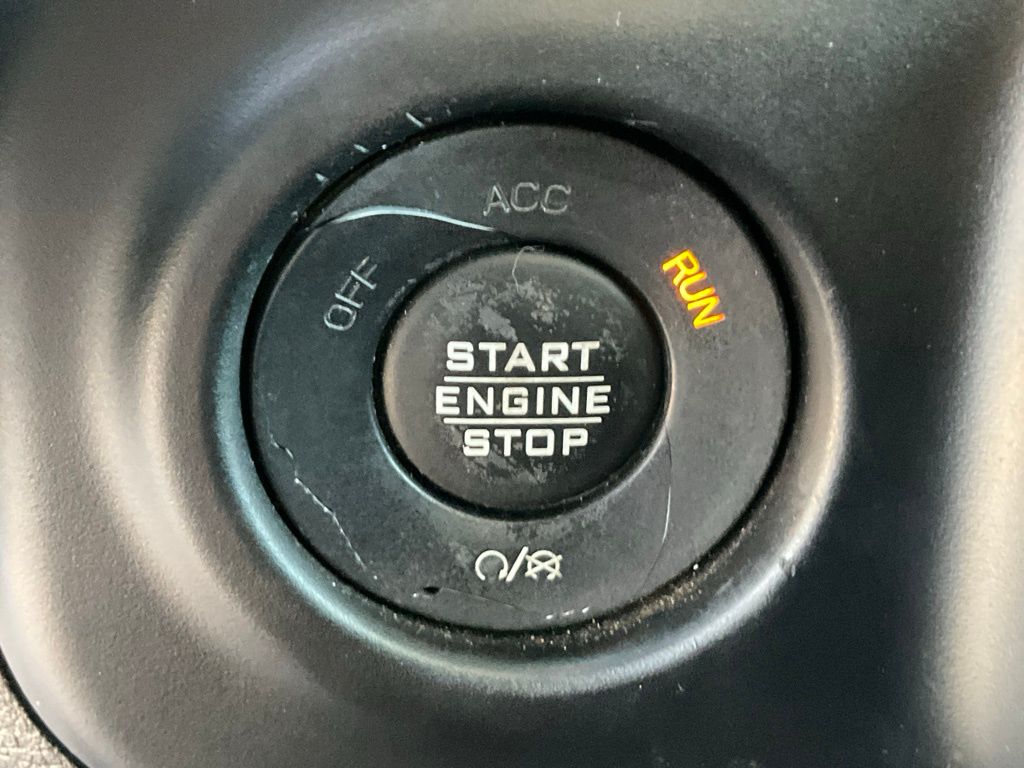 ACC
OFF
RUN
START
ENGINE
STOP